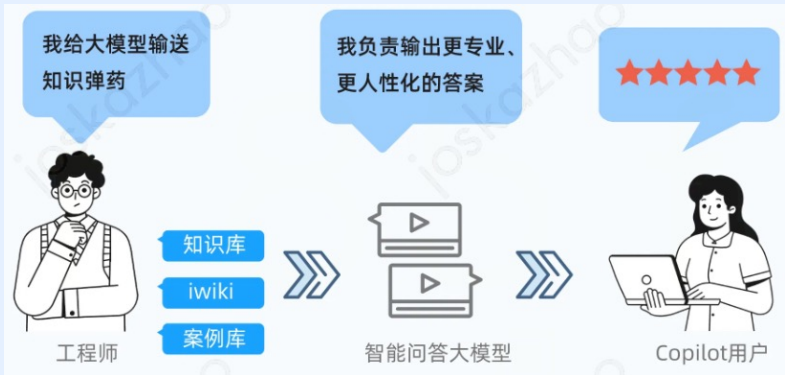 我给大模型输送
知识弹药
我负责输出更专业、
更人性化的答案
知识库
iwiki
案例库
工程师
智能问答大模型
Copilot用户
joskazhao
joskazhao